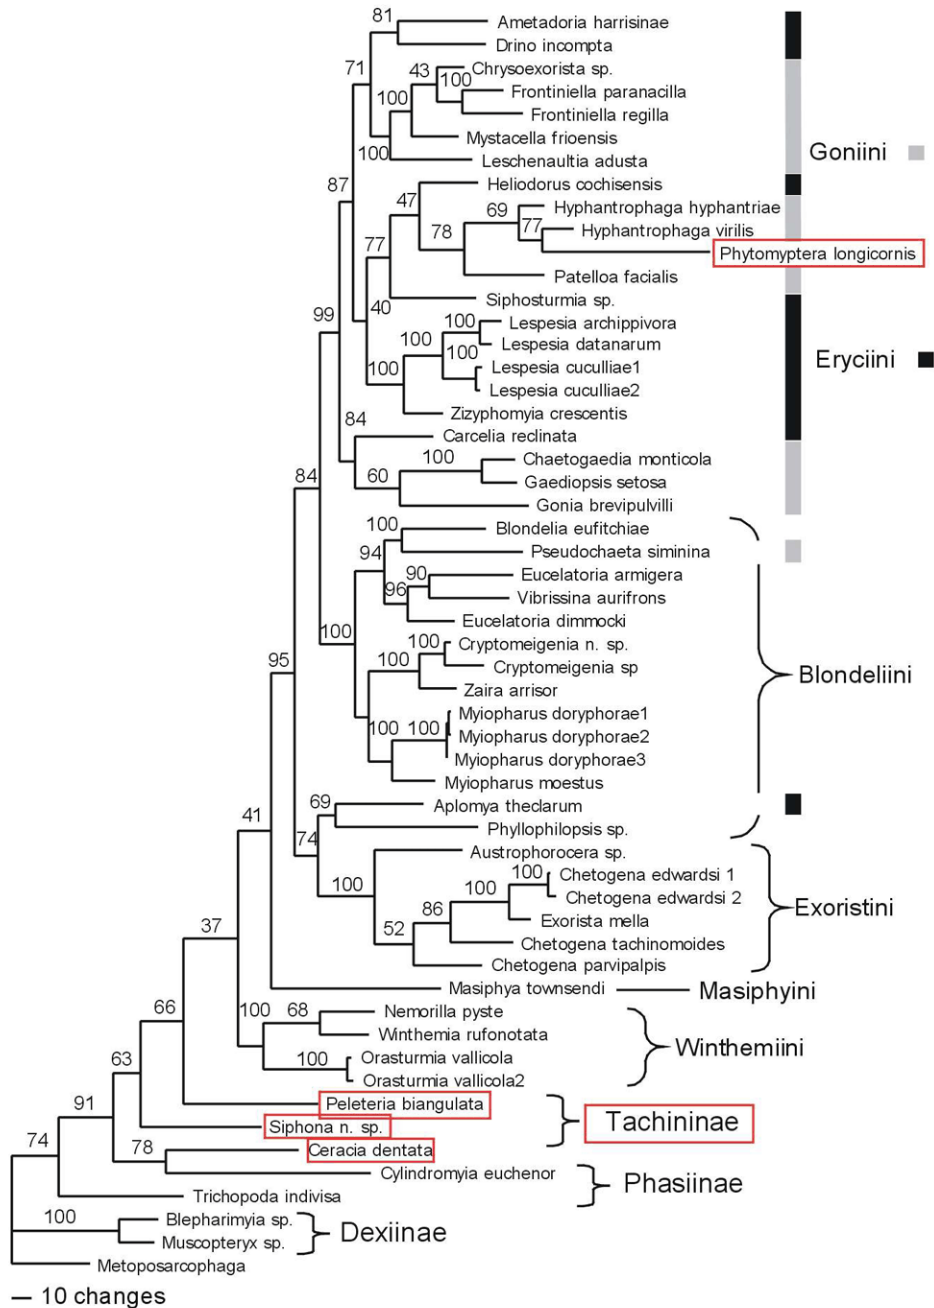 81
Ametadoria harrisinae
Drino incompta
71
43
Chrysoexorista sp.
100
Frontiniella paranacilla
100
Frontiniella regilla
Mystacella frioensis
100
Leschenaultia adusta
Goniini
87
Heliodorus cochisensis
47
69
Hyphantrophaga hyphantriae
77
Hyphantrophaga virilis
78
Phytomyptera longicornis
77
Patelloa facialis
40
Siphosturmia sp.
99
100
Lespesia archippivora
100
Lespesia datanarum
100
Lespesia cuculliae1
100
Lespesia cuculliae2
Eryciini
Zizyphomyia crescentis
84
Carcelia reclinata
100
Chaetogaedia monticola
60
Gaediopsis setosa
84
Gonia brevipulvilli
100
Blondelia eufitchiae
94
Pseudochaeta siminina
90
Eucelatoria armigera
96
Vibrissina aurifrons
Eucelatoria dimmocki
100
100
Cryptomeigenia n. sp.
100
Cryptomeigenia sp
95
Zaira arrisor
Blondeliini
100
100
Myiopharus doryphorae1
Myiopharus doryphorae2
Myiopharus doryphorae3
Myiopharus moestus
69
Aplomya theclarum
41
74
Phyllophilopsis sp.
Austrophorocera sp.
100
100
Chetogena edwardsi 1
100
Chetogena edwardsi 2
86
Exorista mella
Exoristini
52
Chetogena tachinomoides
37
Chetogena parvipalpis
Masiphya townsendi
Masiphyini
66
100
68
Nemorilla pyste
Winthemia rufonotata
Winthemiini
63
100
Orasturmia vallicola
Orasturmia vallicola2
91
Peleteria biangulata
Siphona n. sp.
Tachininae
74
78
Ceracia dentata
Cylindromyia euchenor
Phasiinae
Trichopoda indivisa
100
Blepharimyia sp.
Dexiinae
Muscopteryx sp.
Metoposarcophaga
10 changes